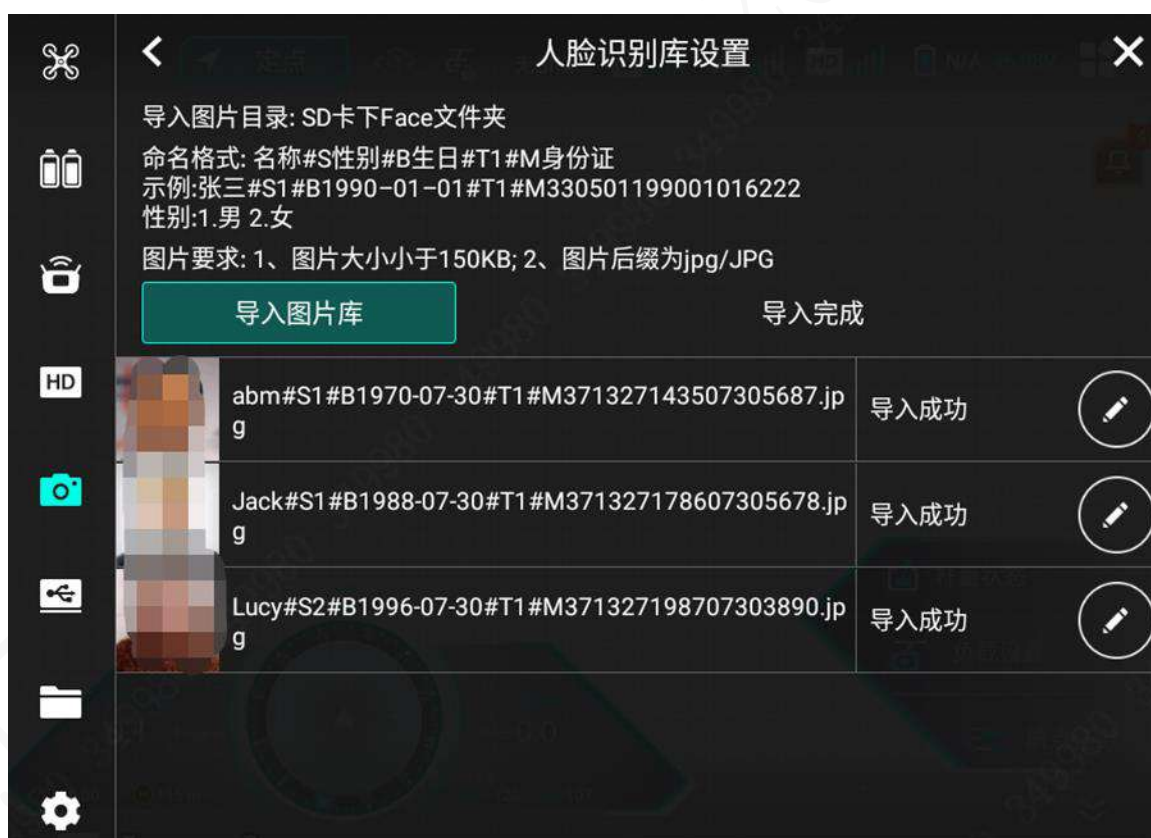 人脸识别库设置
导入图片目录: SD卡下Face文件夹
命名格式: 名称#S性别#B生日#T1#M身份证
示例:张三#S1#B1990–01–01#T1#M330501199001016222
性别:1.男 2.女
图片要求: 1、图片大小小于150KB; 2、图片后缀为jpg/JPG
导入图片库
导入完成
HD
abm#S1#B1970-07-30#T1#M371327143507305687.jp
g
导入成功
Jack#S1#B1988-07-30#T1#M371327178607305678.jp
g
导入成功
Lucy#S2#B1996-07-30#T1#M371327198707303890.jp
g
导入成功